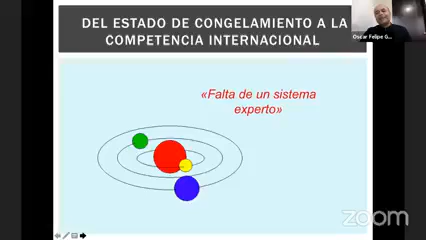 DEL ESTADO DE CONGELAMIENTO A LA
COMPETENCIA INTERNACIONAL
Oscar Felipe G...
«Falta de un sistema
experto»
zoom